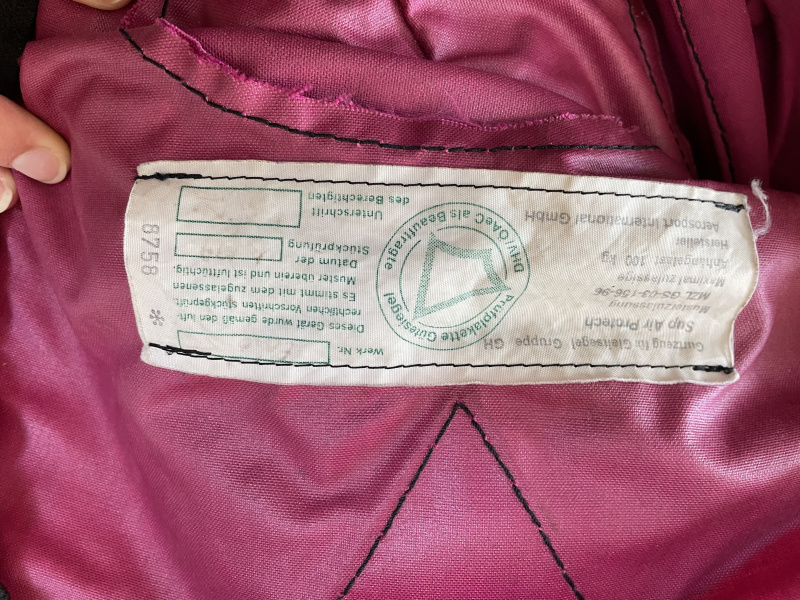 Gurtzeug für Gleitsegel Gruppe GH
Sup Air Protech
Musterzulassung
MZL GS-03-156-96
Maximal zulässige
Anhängelast 100 kg
Hersteller
Aerosport International GmbH
Prüfplakette Gütesiegel
DHV/OAeC als Beauftragte
Werk Nr.
Dieses Gerät wurde gemäß den luft-
rechtlichen Vorschriften stückgeprüft.
Es stimmt mit dem zugelassenen
Muster überein und ist lufttüchtig.
Datum der
Stückprüfung
Unterschrift
des Berechtigten
8758 *